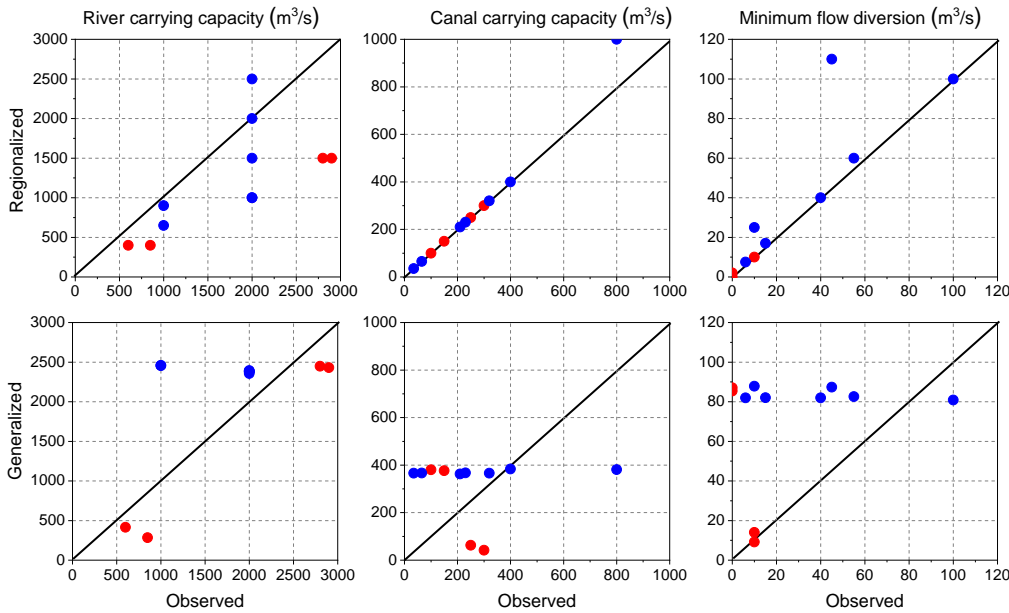 River carrying capacity (m³/s)
Canal carrying capacity (m³/s)
Minimum flow diversion (m³/s)
Regionalized
3000
2500
2000
1500
1000
500
0
500 1000 1500 2000 2500 3000
1000
800
600
400
200
0
0 200 400 600 800 1000
120
100
80
60
40
20
0
0 20 40 60 80 100 120
Generalized
3000
2500
2000
1500
1000
500
0
0 500 1000 1500 2000 2500 3000
Observed
1000
800
600
400
200
0
0 200 400 600 800 1000
Observed
120
100
80
60
40
20
0
0 20 40 60 80 100 120
Observed